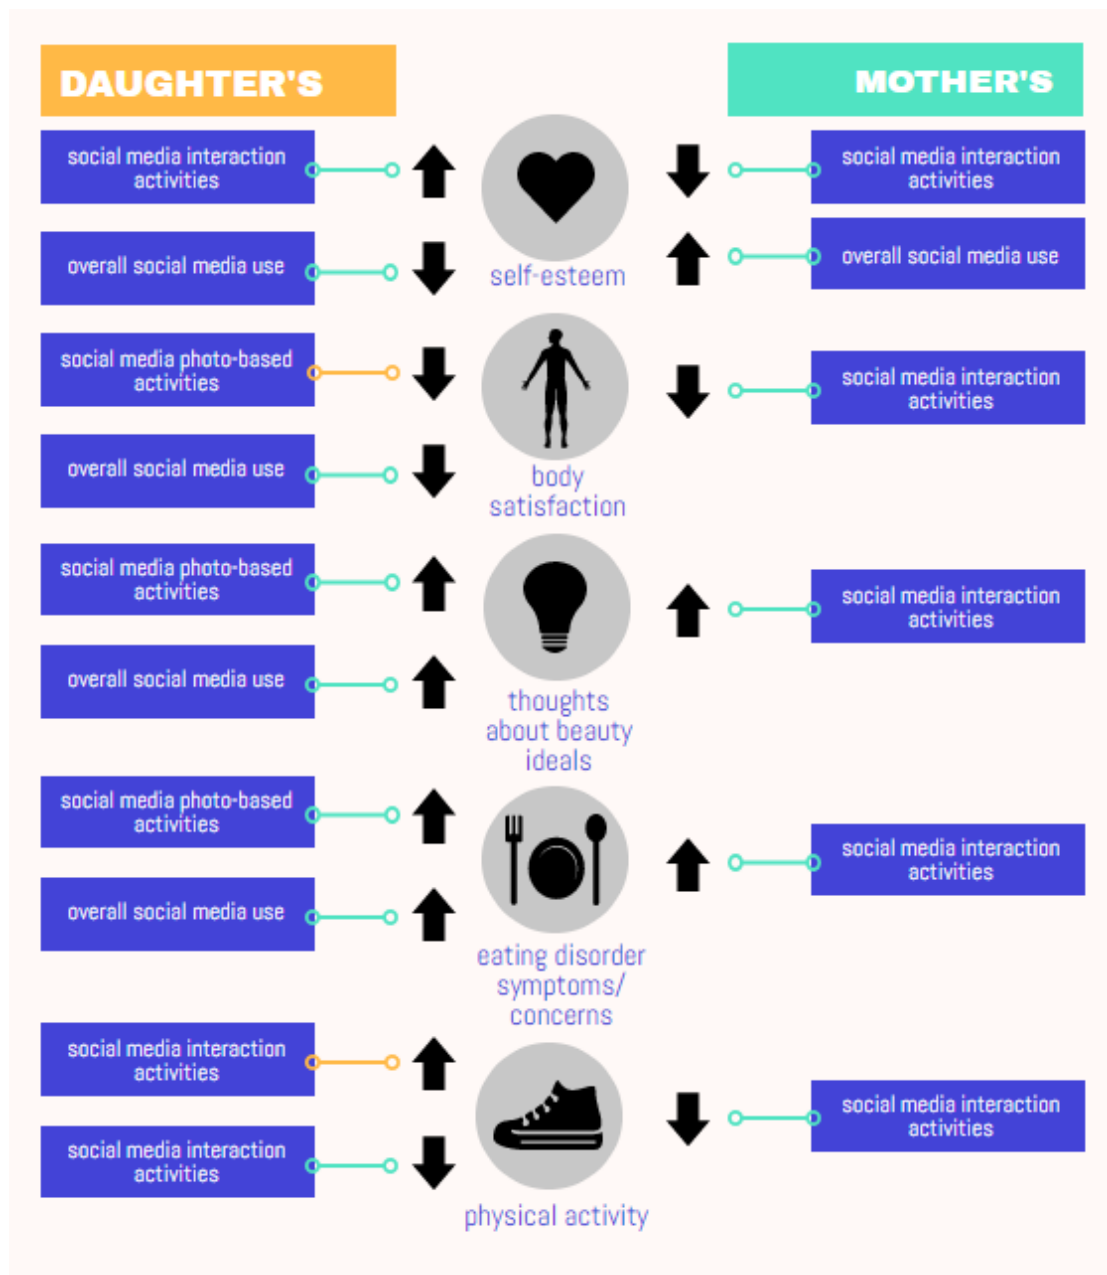 DAUGHTER'S
MOTHER'S
social media interaction
activities
social media interaction
activities
overall social media use
overall social media use
self-esteem
social media photo-based
activities
social media interaction
activities
overall social media use
body
satisfaction
social media photo-based
activities
social media interaction
activities
overall social media use
thoughts
about beauty
ideals
social media photo-based
activities
social media interaction
activities
overall social media use
eating disorder
symptoms/
concerns
social media interaction
activities
social media interaction
activities
social media interaction
activities
physical activity